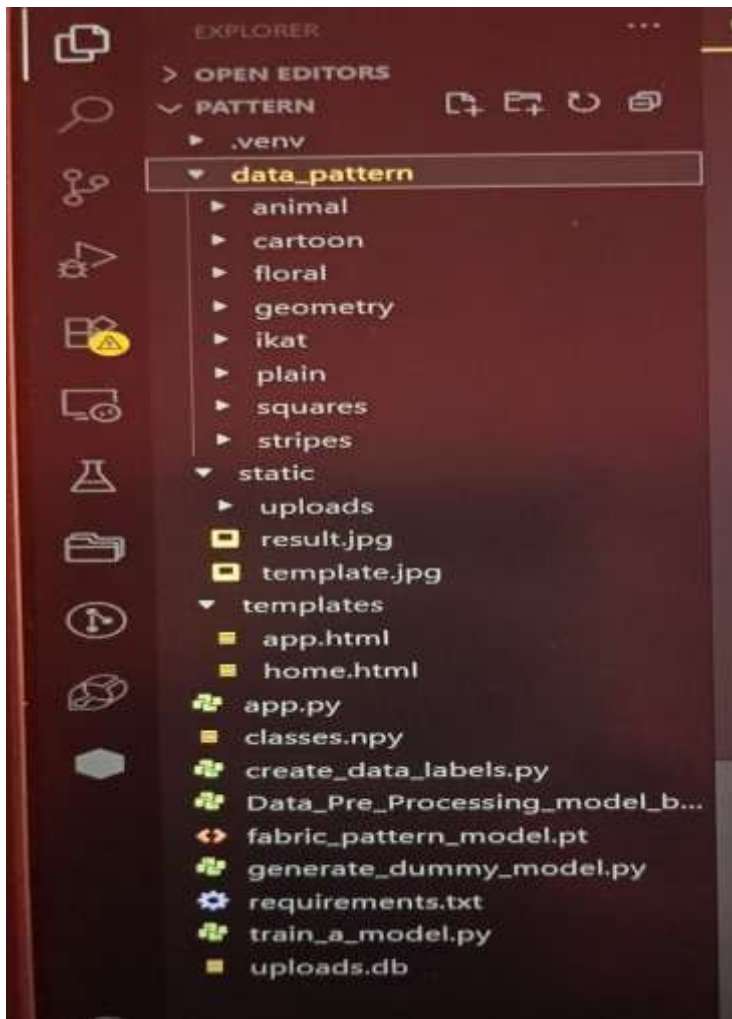 EXPLORER
OPEN EDITORS
PATTERN
.venv
data_pattern
animal
cartoon
floral
geometry
ikat
plain
squares
stripes
static
uploads
result.jpg
template.jpg
templates
app.html
home.html
app.py
classes.npy
create_data_labels.py
Data_Pre_Processing_model_b...
fabric_pattern_model.pt
generate_dummy_model.py
requirements.txt
train_a_model.py
uploads.db